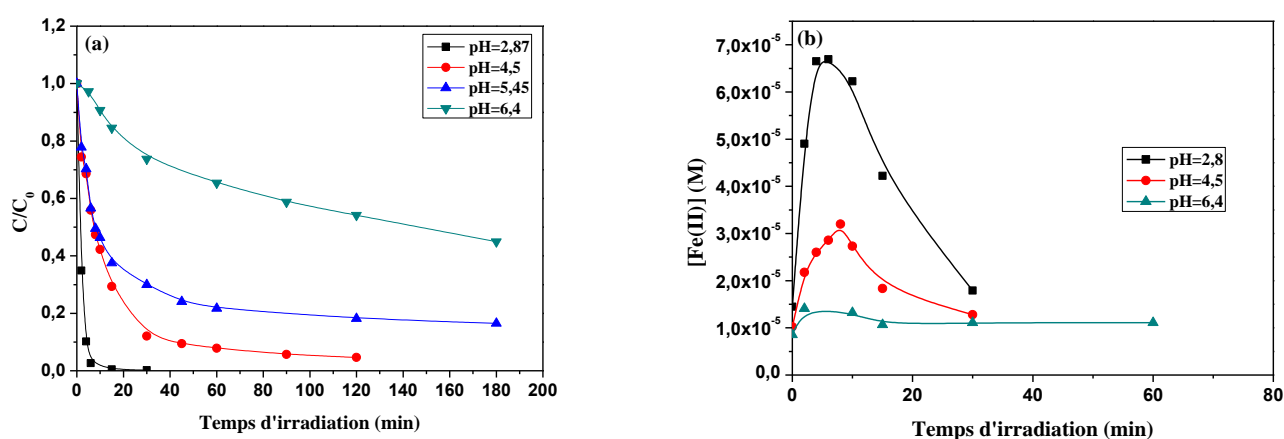 (a)
pH=2,87
pH=4,5
pH=5,45
pH=6,4
C/C0
1,2
1,0
0,8
0,6
0,4
0,2
0,0
0 20 40 60 80 100 120 140 160 180 200
Temps d'irradiation (min)
(b)
pH=2,8
pH=4,5
pH=6,4
[Fe(II)] (M)
7,0x10-5
6,0x10-5
5,0x10-5
4,0x10-5
3,0x10-5
2,0x10-5
1,0x10-5
0,0
0 20 40 60 80
Temps d'irradiation (min)